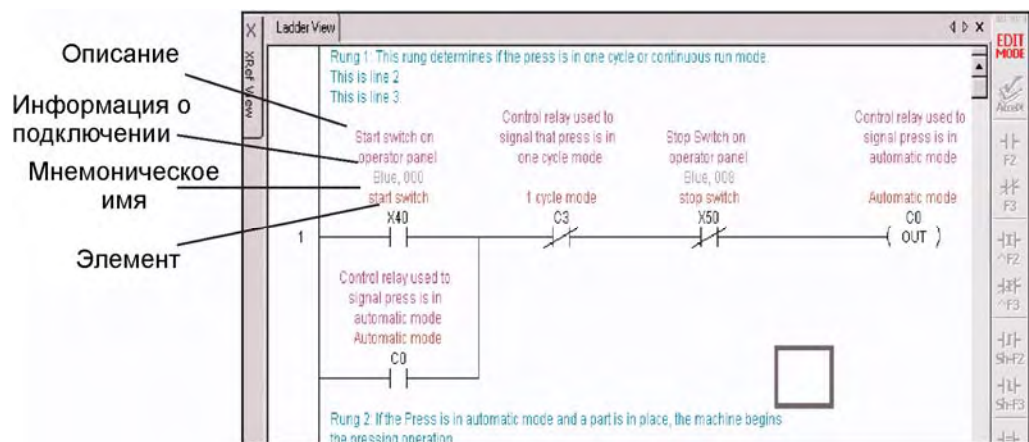 Описание
Информация о
подключении
Мнемоническое
имя
Элемент
X
XRef View
Ladder View
X
EDIT
MODE
Accept
F2
F3
^F2
^F3
Sh-F2
Sh-F3
Rung 1: This rung determines if the press is in one cycle or continuous run mode.
This is line 2
This is line 3.
Start switch on
operator panel
Blue, 000
start switch
X40
Control relay used to
signal that press is in
one cycle mode
1 cycle mode
C3
Stop Switch on
operator panel
Blue, 008
stop switch
X50
Control relay used to
signal press is in
automatic mode
Automatic mode
C0
( OUT )
1
Control relay used to
signal press is in
automatic mode
Automatic mode
C0
Rung 2: If the Press is in automatic mode and a part is in place, the machine begins
the pressing operation